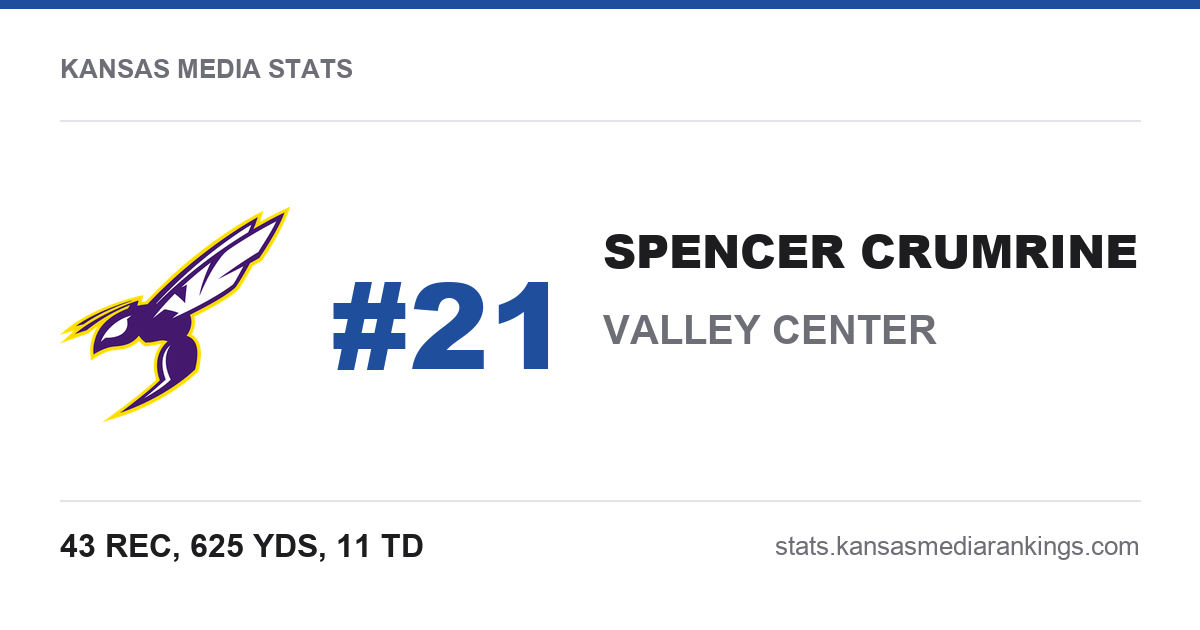 KANSAS MEDIA STATS
#21
SPENCER CRUMRINE
VALLEY CENTER
43 REC, 625 YDS, 11 TD
stats.kansasmediarankings.com